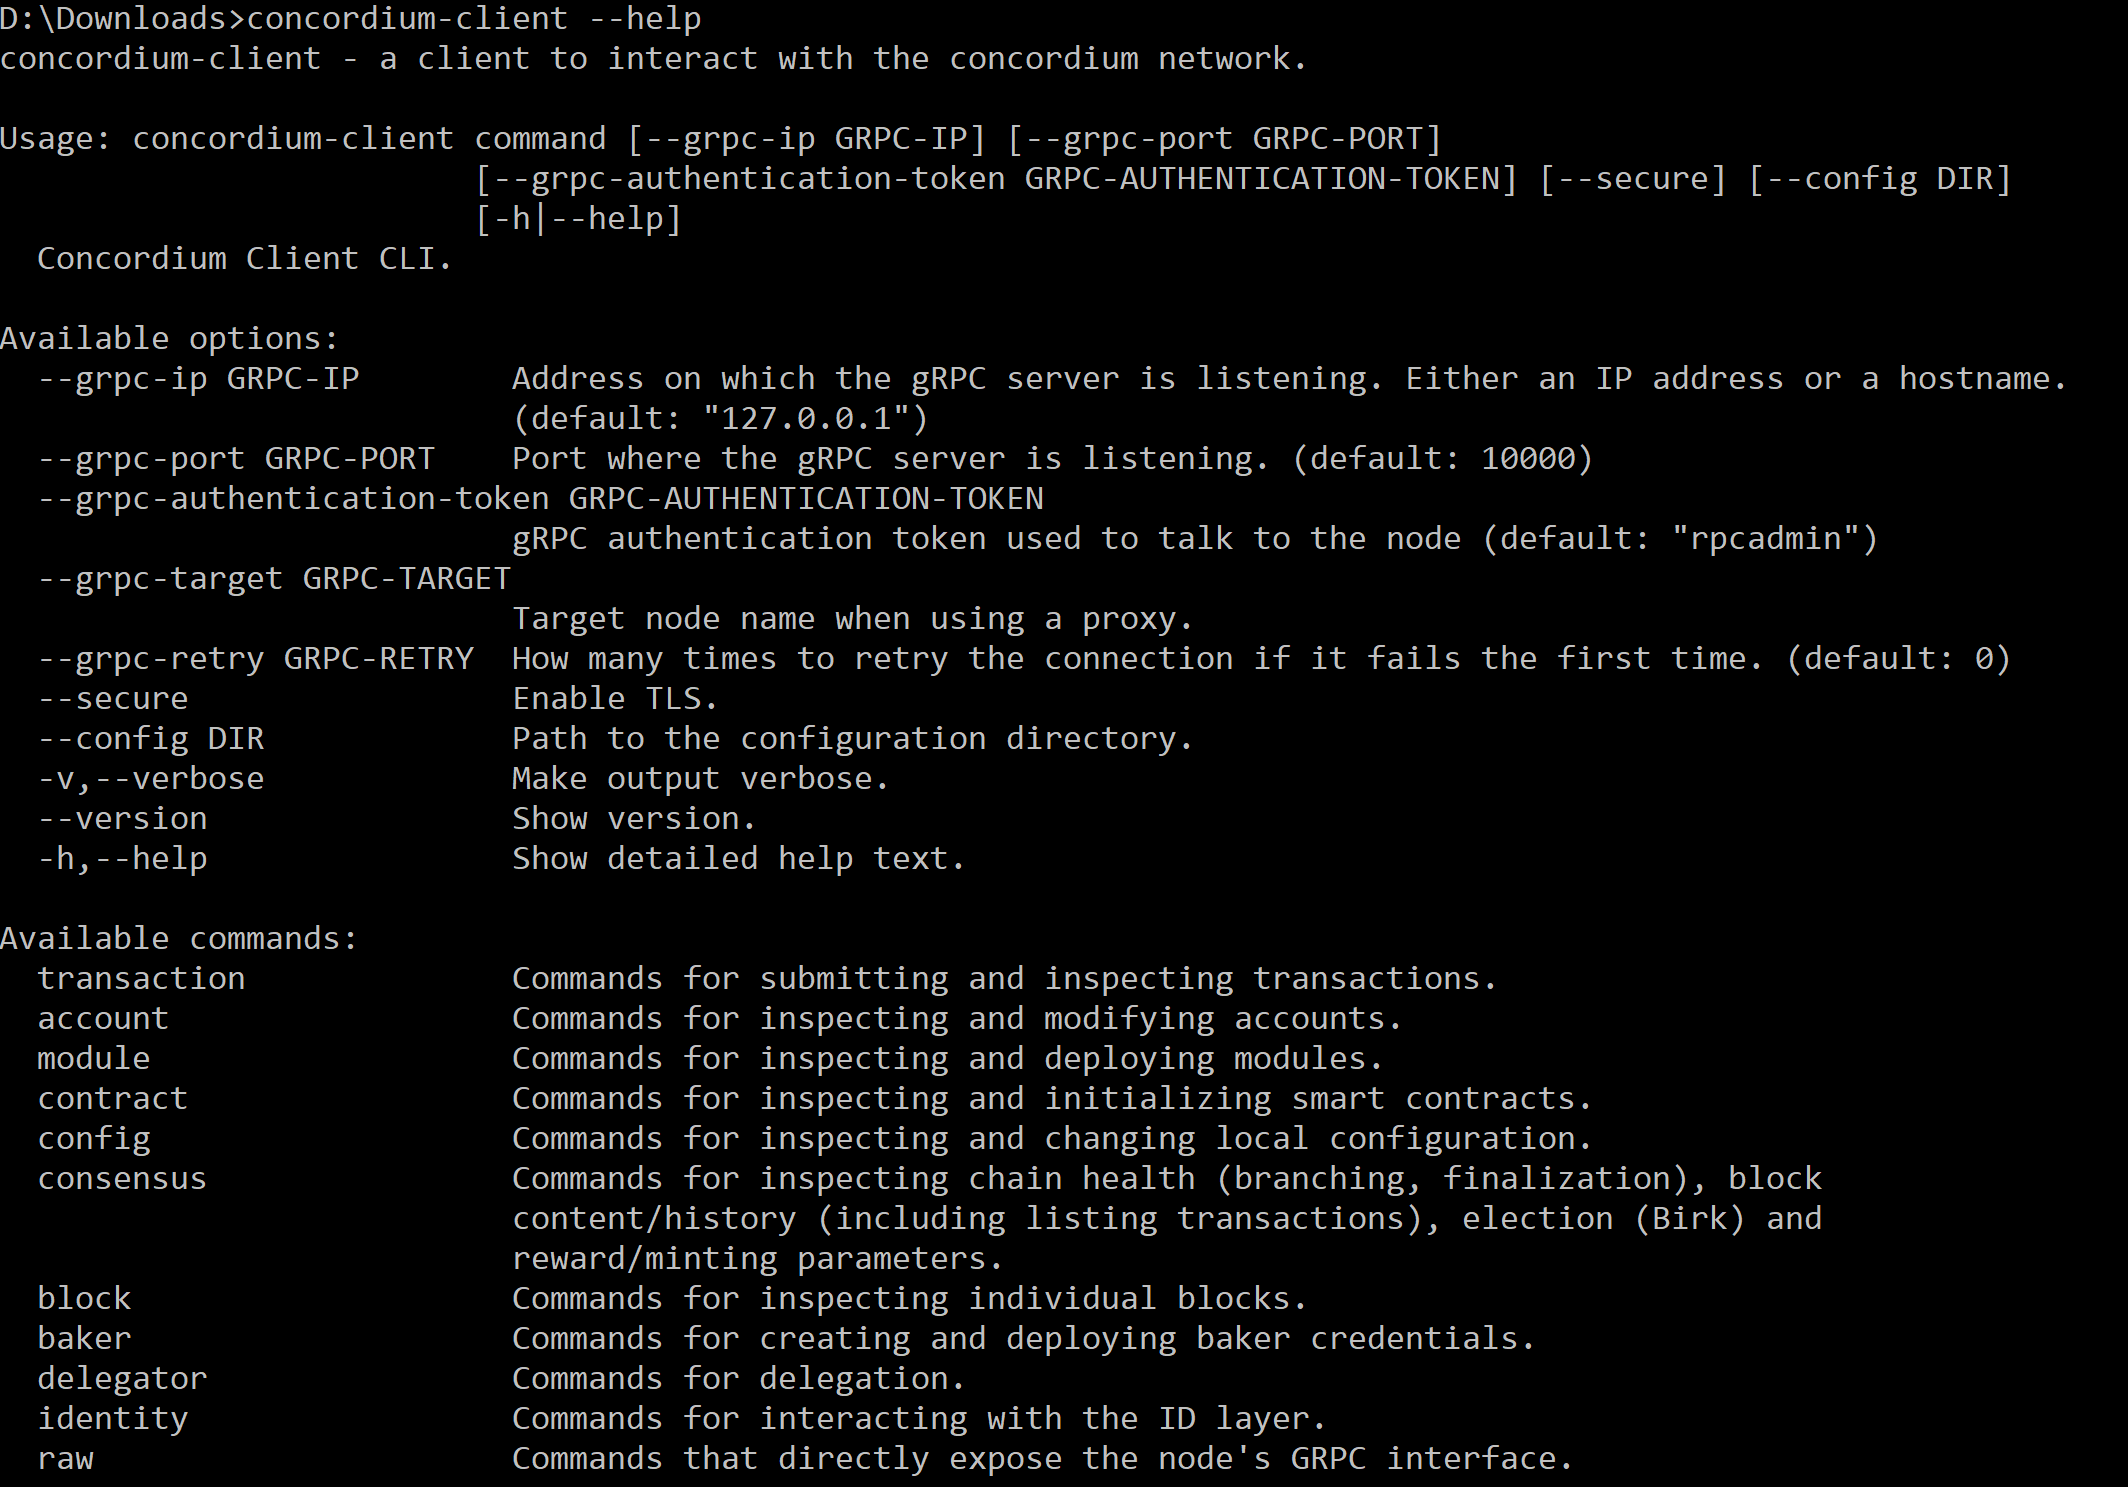 D:\Downloads>concordium-client --help
concordium-client - a client to interact with the concordium network.
Usage: concordium-client command [--grpc-ip GRPC-IP] [--grpc-port GRPC-PORT]
[--grpc-authentication-token GRPC-AUTHENTICATION-TOKEN] [--secure] [--config DIR]
[-h|--help]
Concordium Client CLI.
Available options:
--grpc-ip GRPC-IP Address on which the gRPC server is listening. Either an IP address or a hostname.
(default: "127.0.0.1")
--grpc-port GRPC-PORT Port where the gRPC server is listening. (default: 10000)
--grpc-authentication-token GRPC-AUTHENTICATION-TOKEN
gRPC authentication token used to talk to the node (default: "rpcadmin")
--grpc-target GRPC-TARGET
Target node name when using a proxy.
--grpc-retry GRPC-RETRY How many times to retry the connection if it fails the first time. (default: 0)
--secure Enable TLS.
--config DIR Path to the configuration directory.
-v,--verbose Make output verbose.
--version Show version.
-h,--help Show detailed help text.
Available commands:
transaction Commands for submitting and inspecting transactions.
account Commands for inspecting and modifying accounts.
module Commands for inspecting and deploying modules.
contract Commands for inspecting and initializing smart contracts.
config Commands for inspecting and changing local configuration.
consensus Commands for inspecting chain health (branching, finalization), block
content/history (including listing transactions), election (Birk) and
reward/minting parameters.
block Commands for inspecting individual blocks.
baker Commands for creating and deploying baker credentials.
delegator Commands for delegation.
identity Commands for interacting with the ID layer.
raw Commands that directly expose the node's GRPC interface.